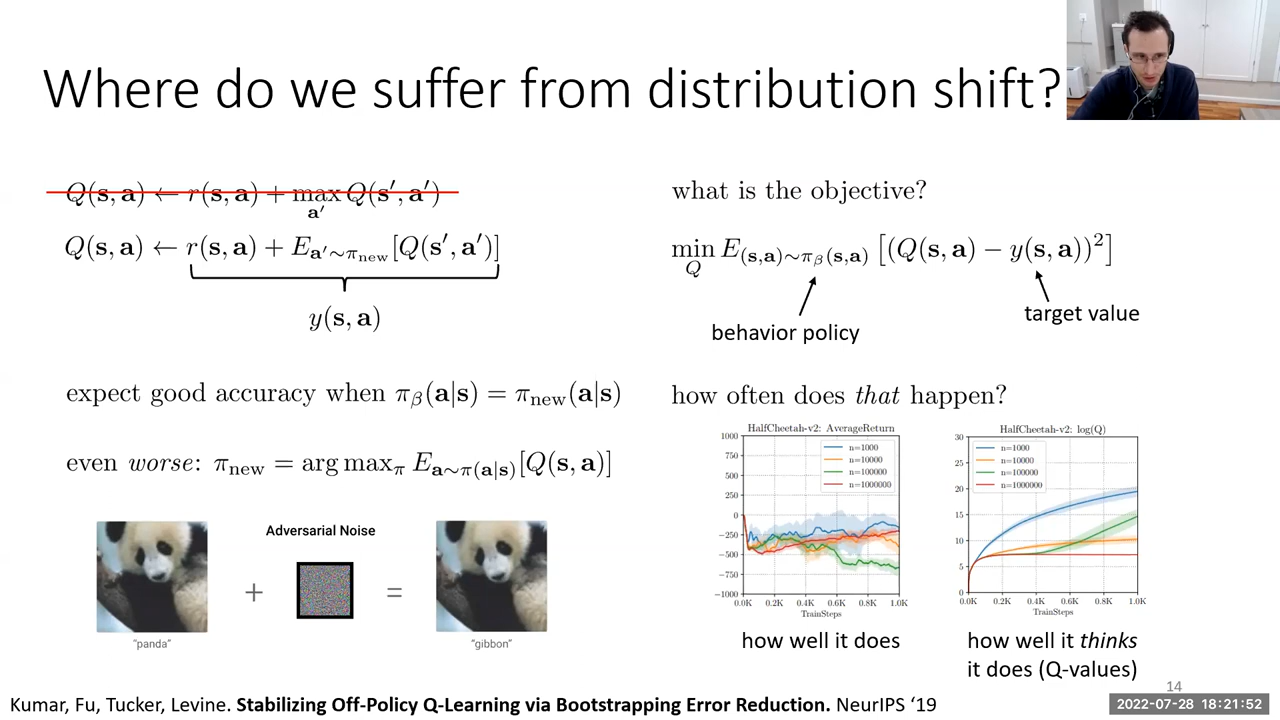 Where do we suffer from distribution shift?
Q(s, a) ← r(s, a) + max_{a′} Q(s′, a′)
Q(s, a) ← r(s, a) + E_{a′∼π_new}[Q(s′, a′)]
y(s, a)
expect good accuracy when π_β(a|s) = π_new(a|s)
even worse: π_new = arg max_π E_{a∼π(a|s)}[Q(s, a)]
Adversarial Noise
+
=
"panda"
"gibbon"
what is the objective?
min_Q E_{(s,a)∼π_β(s,a)} [(Q(s, a) − y(s, a))²]
behavior policy
target value
how often does that happen?
HalfCheetah-v2: AverageReturn
n=1000
n=10000
n=100000
n=1000000
1000
750
500
250
0
−250
−500
−750
−1000
0.0K 0.2K 0.4K 0.6K 0.8K 1.0K
TrainSteps
how well it does
HalfCheetah-v2: log(Q)
n=1000
n=10000
n=100000
n=1000000
30
25
20
15
10
5
0
0.0K 0.2K 0.4K 0.6K 0.8K 1.0K
TrainSteps
how well it thinks
it does (Q-values)
14
Kumar, Fu, Tucker, Levine. Stabilizing Off-Policy Q-Learning via Bootstrapping Error Reduction. NeurIPS ‘19
2022-07-28 18:21:52